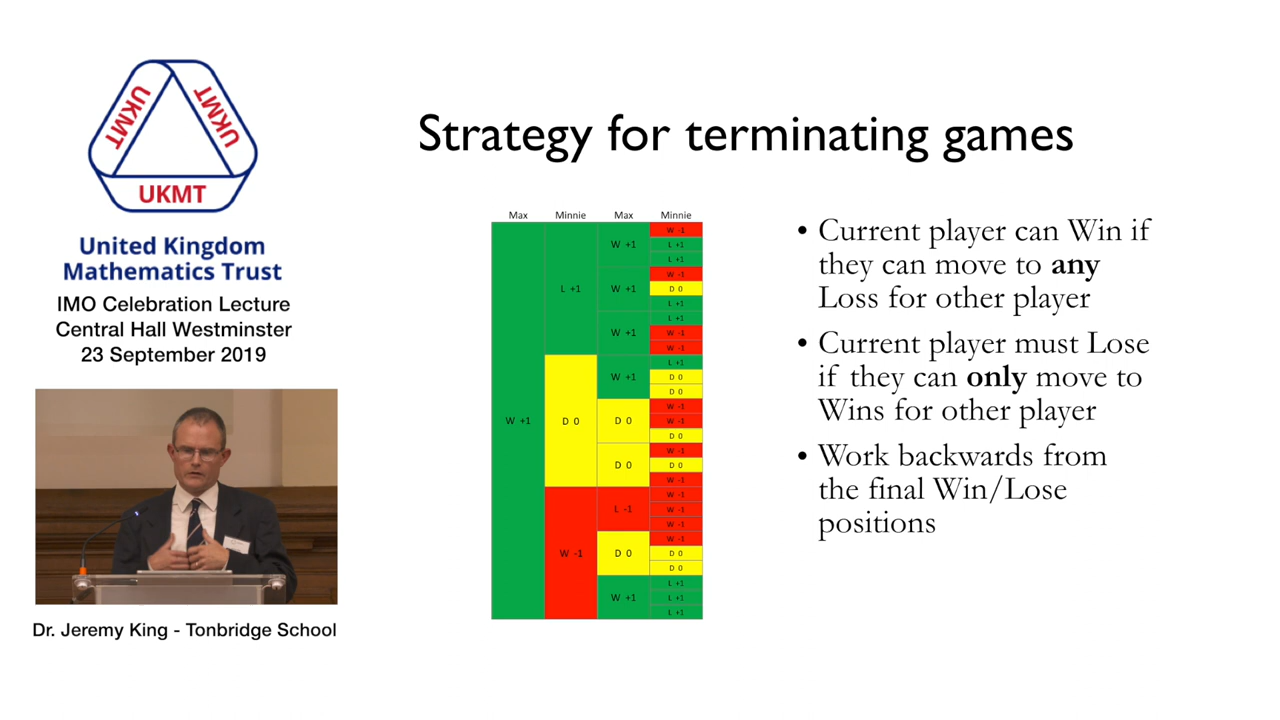 UKMT
UKMT
UKMT
United Kingdom
Mathematics Trust
IMO Celebration Lecture
Central Hall Westminster
23 September 2019
Dr. Jeremy King - Tonbridge School
Strategy for terminating games
Max Minnie Max Minnie
W +1
L +1
D 0
W -1
W +1
W +1
W +1
W +1
D 0
D 0
L -1
D 0
W +1
W -1
L +1
L +1
W -1
D 0
L +1
L +1
W -1
W -1
L +1
D 0
D 0
W -1
W -1
D 0
W -1
D 0
W -1
W -1
W -1
W -1
W -1
D 0
D 0
L +1
L +1
L +1
• Current player can Win if
they can move to any
Loss for other player
• Current player must Lose
if they can only move to
Wins for other player
• Work backwards from
the final Win/Lose
positions